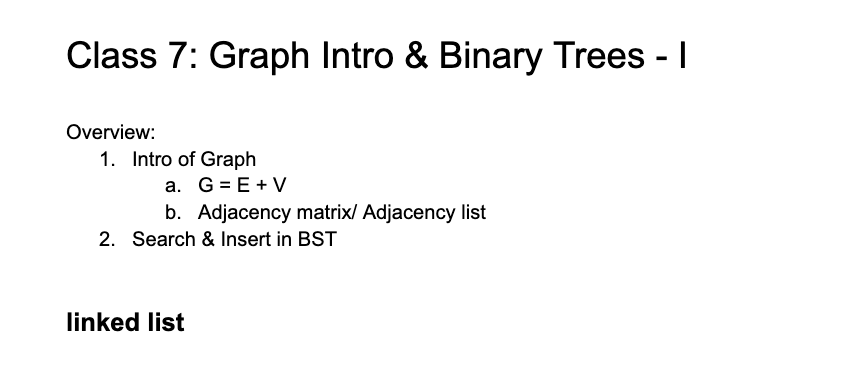 Class 7: Graph Intro & Binary Trees - I
Overview:
1. Intro of Graph
a. G = E + V
b. Adjacency matrix/ Adjacency list
2. Search & Insert in BST
linked list